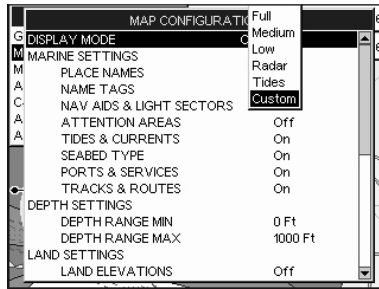 MAP CONFIGURATIO
Full
Medium
Low
Radar
Tides
Custom
DISPLAY MODE
MARINE SETTINGS
PLACE NAMES
NAME TAGS
NAV AIDS & LIGHT SECTORS
ATTENTION AREAS Off
TIDES & CURRENTS On
SEABED TYPE On
PORTS & SERVICES On
TRACKS & ROUTES On
DEPTH SETTINGS
DEPTH RANGE MIN 0 Ft
DEPTH RANGE MAX 1000 Ft
LAND SETTINGS
LAND ELEVATIONS Off